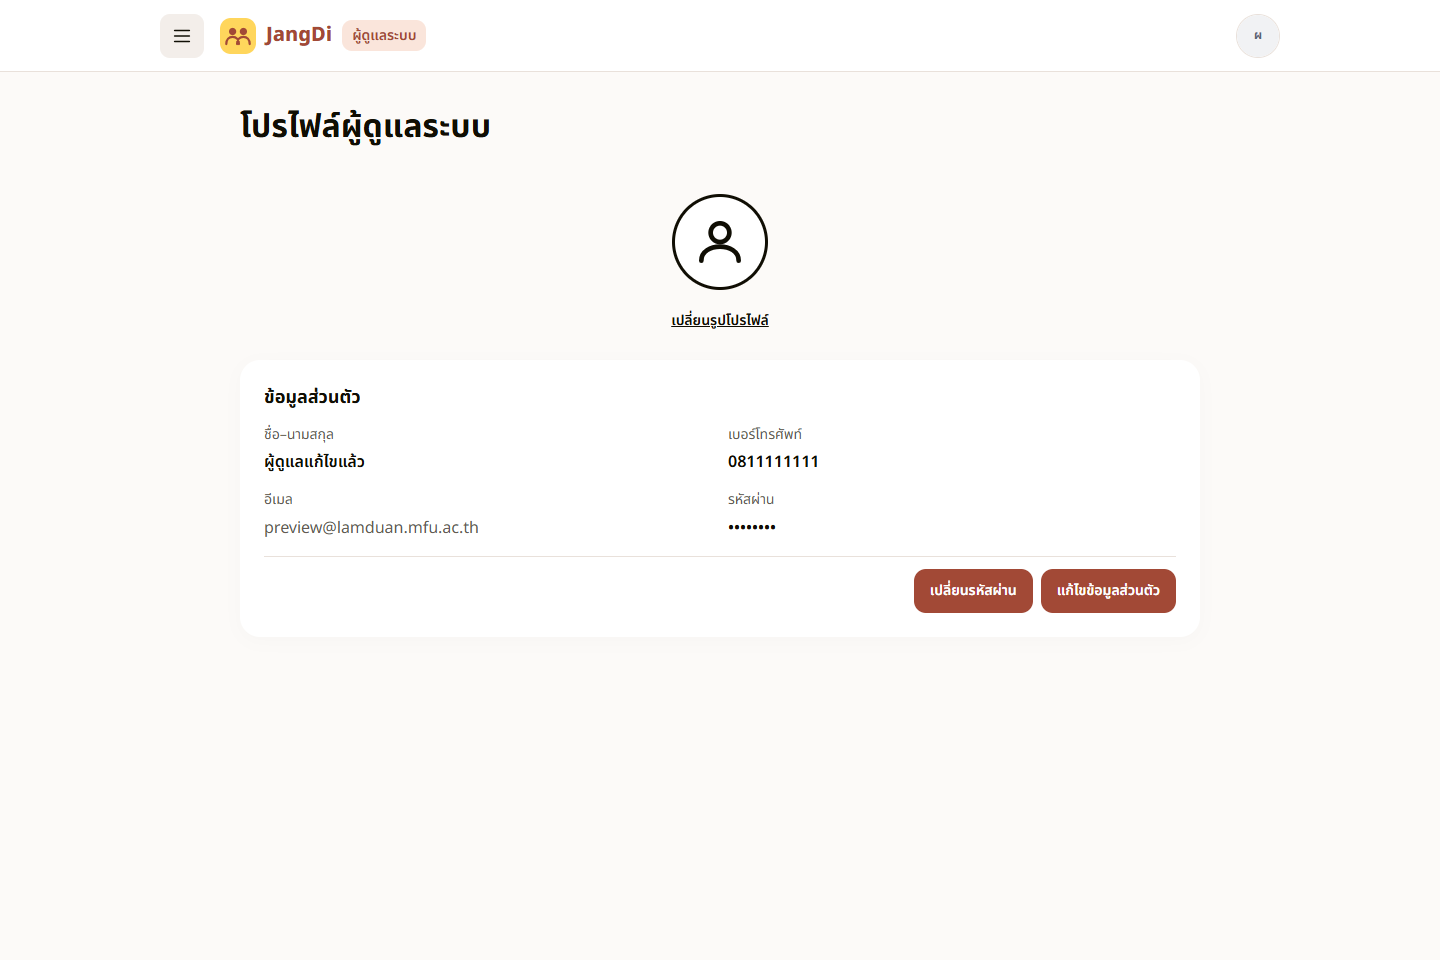 JangDi ผู้ดูแลระบบ ผ
โปรไฟล์ผู้ดูแลระบบ
เปลี่ยนรูปโปรไฟล์
ข้อมูลส่วนตัว
ชื่อ–นามสกุล
ผู้ดูแลแก้ไขแล้ว
เบอร์โทรศัพท์
0811111111
อีเมล
preview@lamduan.mfu.ac.th
รหัสผ่าน
••••••••
เปลี่ยนรหัสผ่าน
แก้ไขข้อมูลส่วนตัว